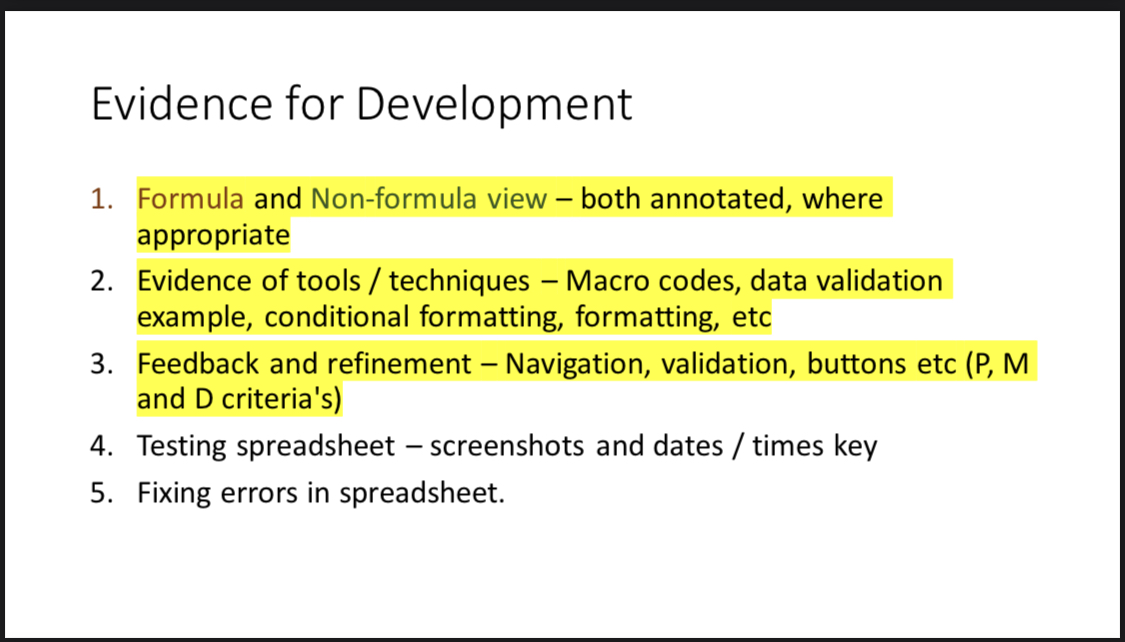 Evidence for Development
1. Formula and Non-formula view – both annotated, where
appropriate
2. Evidence of tools / techniques – Macro codes, data validation
example, conditional formatting, formatting, etc
3. Feedback and refinement – Navigation, validation, buttons etc (P, M
and D criteria's)
4. Testing spreadsheet – screenshots and dates / times key
5. Fixing errors in spreadsheet.